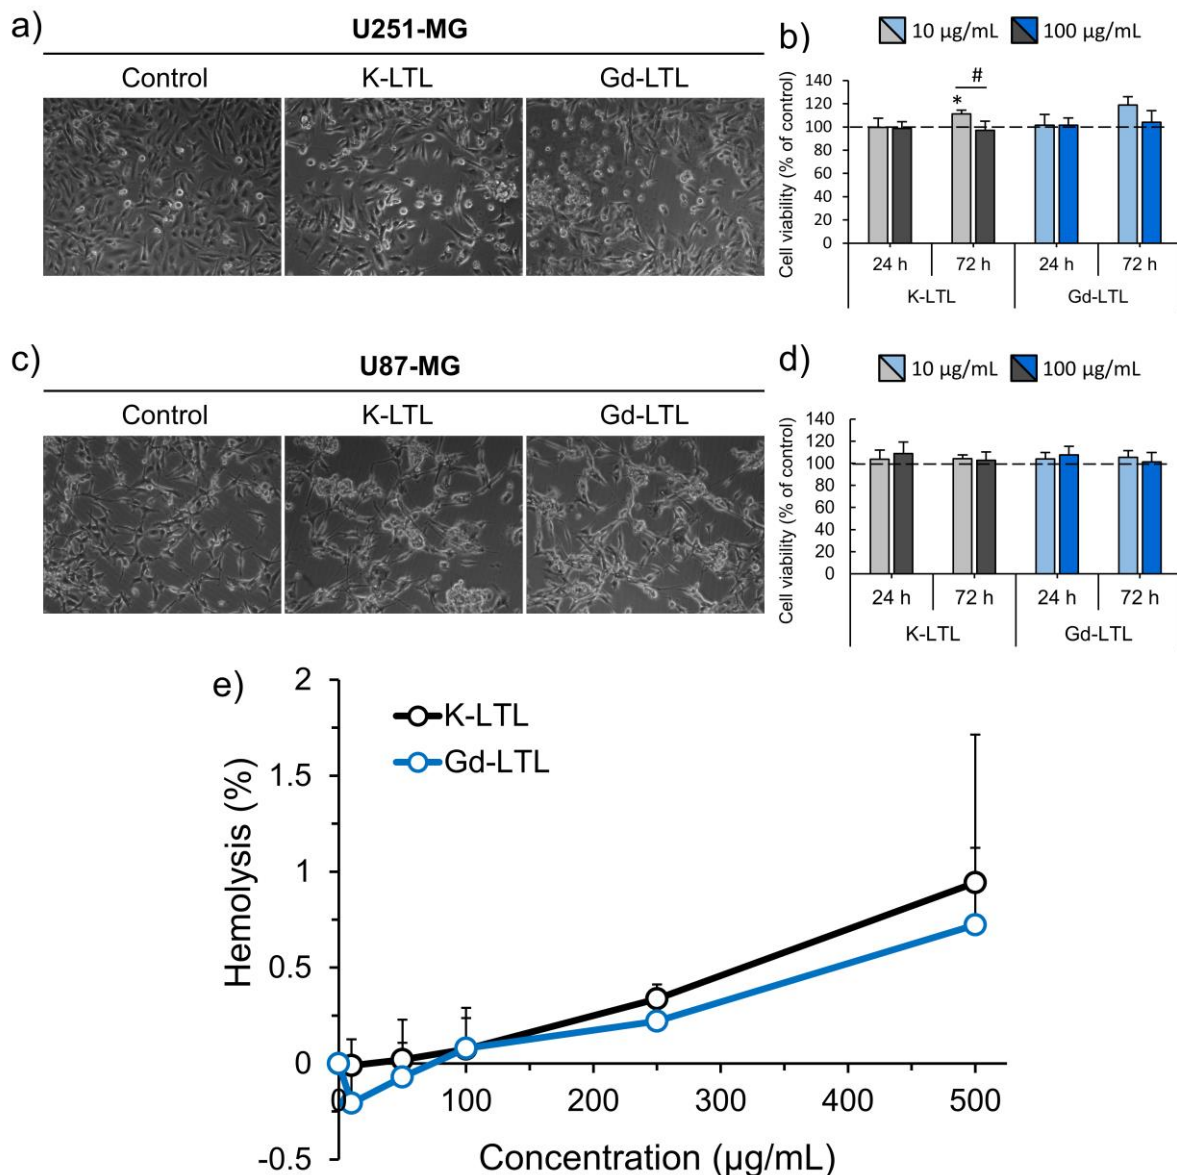 a)
U251-MG
Control K-LTL Gd-LTL
b)
10 µg/mL 100 µg/mL
Cell viability (% of control)
140
120
100
80
60
40
20
0
* #
24 h 72 h 24 h 72 h
K-LTL Gd-LTL
c)
U87-MG
Control K-LTL Gd-LTL
d)
10 µg/mL 100 µg/mL
Cell viability (% of control)
140
120
100
80
60
40
20
0
24 h 72 h 24 h 72 h
K-LTL Gd-LTL
e)
K-LTL
Gd-LTL
Hemolysis (%)
2
1.5
1
0.5
0
-0.5
0 100 200 300 400 500
Concentration (µg/mL)